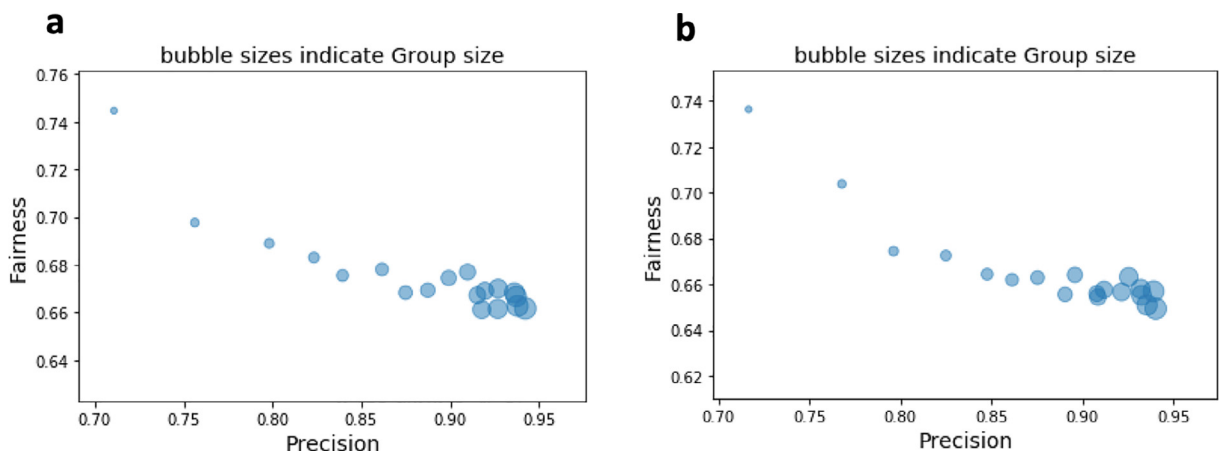 a
bubble sizes indicate Group size
0.76
0.74
0.72
0.70
0.68
0.66
0.64
Fairness
0.70 0.75 0.80 0.85 0.90 0.95
Precision
b
bubble sizes indicate Group size
0.74
0.72
0.70
0.68
0.66
0.64
0.62
Fairness
0.70 0.75 0.80 0.85 0.90 0.95
Precision